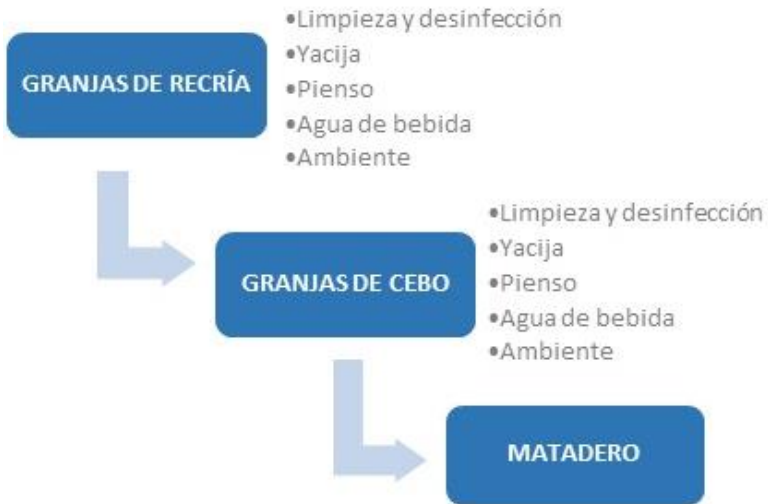 GRANJAS DE RECRÍA
•Limpieza y desinfección
•Yacija
•Pienso
•Agua de bebida
•Ambiente
GRANJAS DE CEBO
•Limpieza y desinfección
•Yacija
•Pienso
•Agua de bebida
•Ambiente
MATADERO